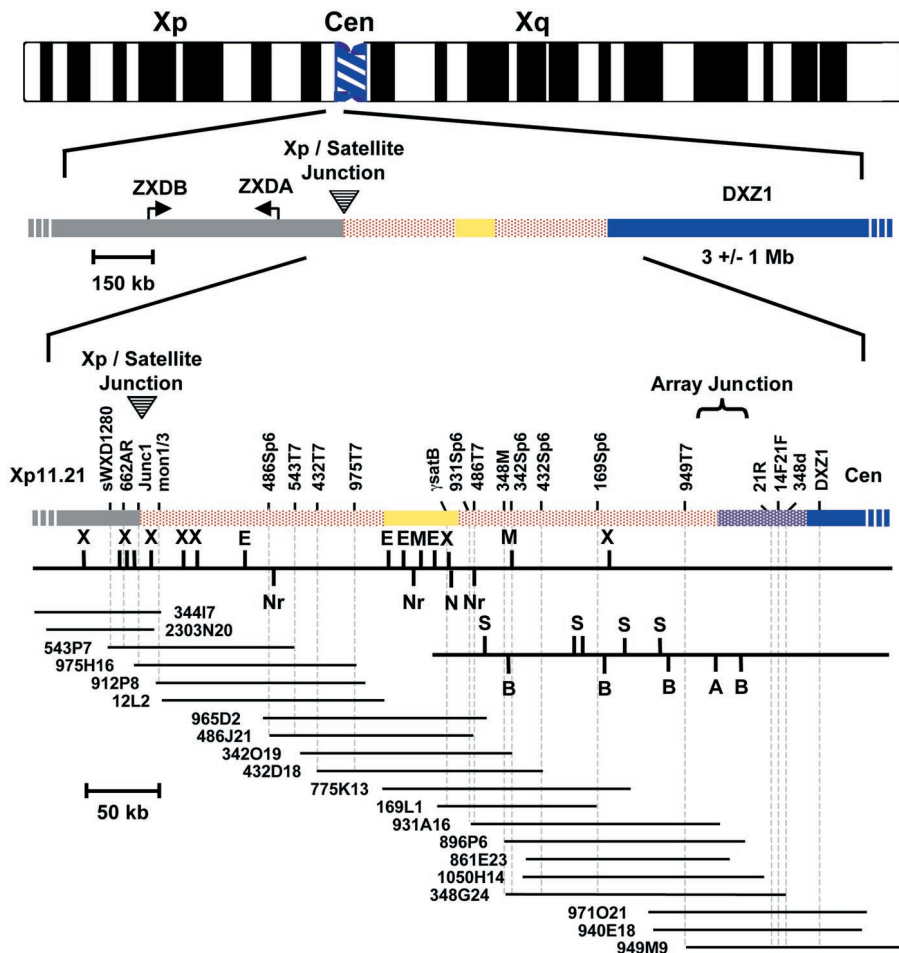 Xp Cen Xq
Xp / Satellite
Junction
ZXDB ZXDA DXZ1
150 kb 3 +/- 1 Mb
Xp / Satellite
Junction
Array Junction
Xp11.21 sWXD1280 662AR Junc1 mon1/3 486Sp6 543T7 432T7 975T7 γsatB 931Sp6 486T7 348M 342Sp6 432Sp6 169Sp6 949T7 21R 14F21F 348d DXZ1 Cen
X X X XX E E E M E X M X
Nr Nr N Nr
S S S S
B B B A B
344I7
2303N20
543P7
975H16
912P8
12L2
965D2
486J21
342O19
432D18
775K13
50 kb
169L1
931A16
896P6
861E23
1050H14
348G24
971O21
940E18
949M9